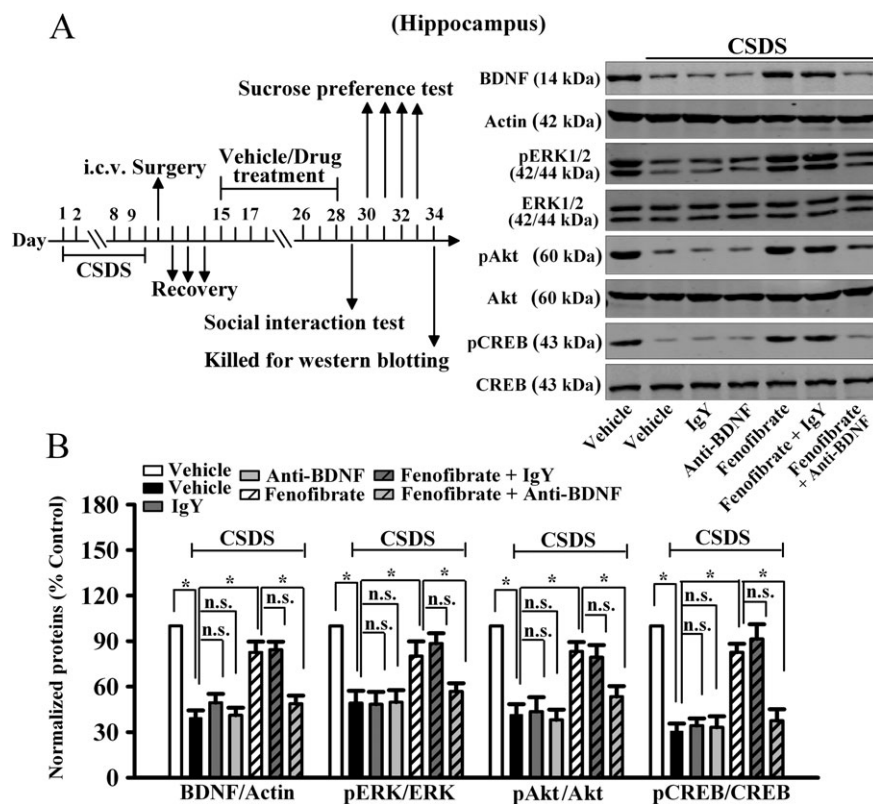 A
(Hippocampus)
Sucrose preference test
i.c.v. Surgery
Vehicle/Drug
treatment
1 2 8 9 15 17 26 28 30 32 34
Day
CSDS
Recovery
Social interaction test
Killed for western blotting
CSDS
BDNF (14 kDa)
Actin (42 kDa)
pERK1/2
(42/44 kDa)
ERK1/2
(42/44 kDa)
pAkt (60 kDa)
Akt (60 kDa)
pCREB (43 kDa)
CREB (43 kDa)
Vehicle
Vehicle
IgY
Anti-BDNF
Fenofibrate
Fenofibrate + IgY
Fenofibrate
+ Anti-BDNF
B
Vehicle
Vehicle
IgY
Anti-BDNF
Fenofibrate
Fenofibrate + IgY
Fenofibrate + Anti-BDNF
Normalized proteins (% Control)
180
150
120
90
60
30
0
CSDS
* * *
n.s. n.s.
n.s.
BDNF/Actin
CSDS
* * *
n.s. n.s.
n.s.
pERK/ERK
CSDS
* * *
n.s. n.s.
n.s.
pAkt/Akt
CSDS
* * *
n.s. n.s.
n.s.
pCREB/CREB